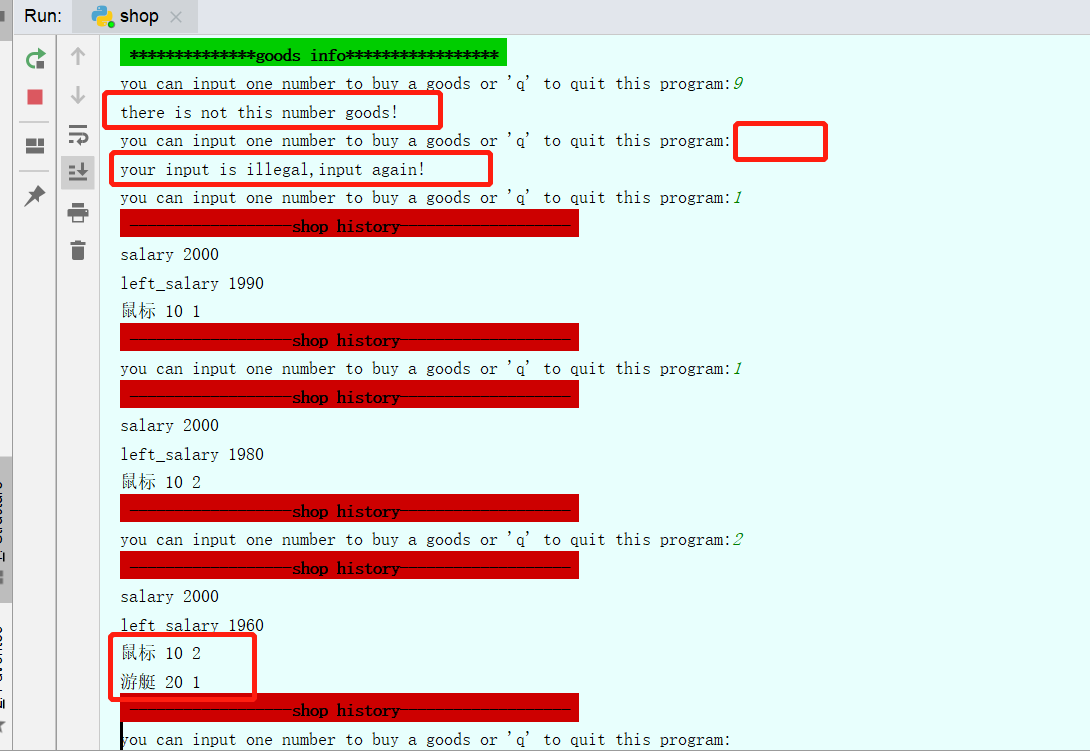 Run: shop
**************goods info*****************
you can input one number to buy a goods or 'q' to quit this program:9
there is not this number goods!
you can input one number to buy a goods or 'q' to quit this program:
your input is illegal,input again!
you can input one number to buy a goods or 'q' to quit this program:1
------------------shop history-------------------
salary 2000
left_salary 1990
鼠标 10 1
------------------shop history-------------------
you can input one number to buy a goods or 'q' to quit this program:1
------------------shop history-------------------
salary 2000
left_salary 1980
鼠标 10 2
------------------shop history-------------------
you can input one number to buy a goods or 'q' to quit this program:2
------------------shop history-------------------
salary 2000
left_salary 1960
鼠标 10 2
游艇 20 1
------------------shop history-------------------
you can input one number to buy a goods or 'q' to quit this program: